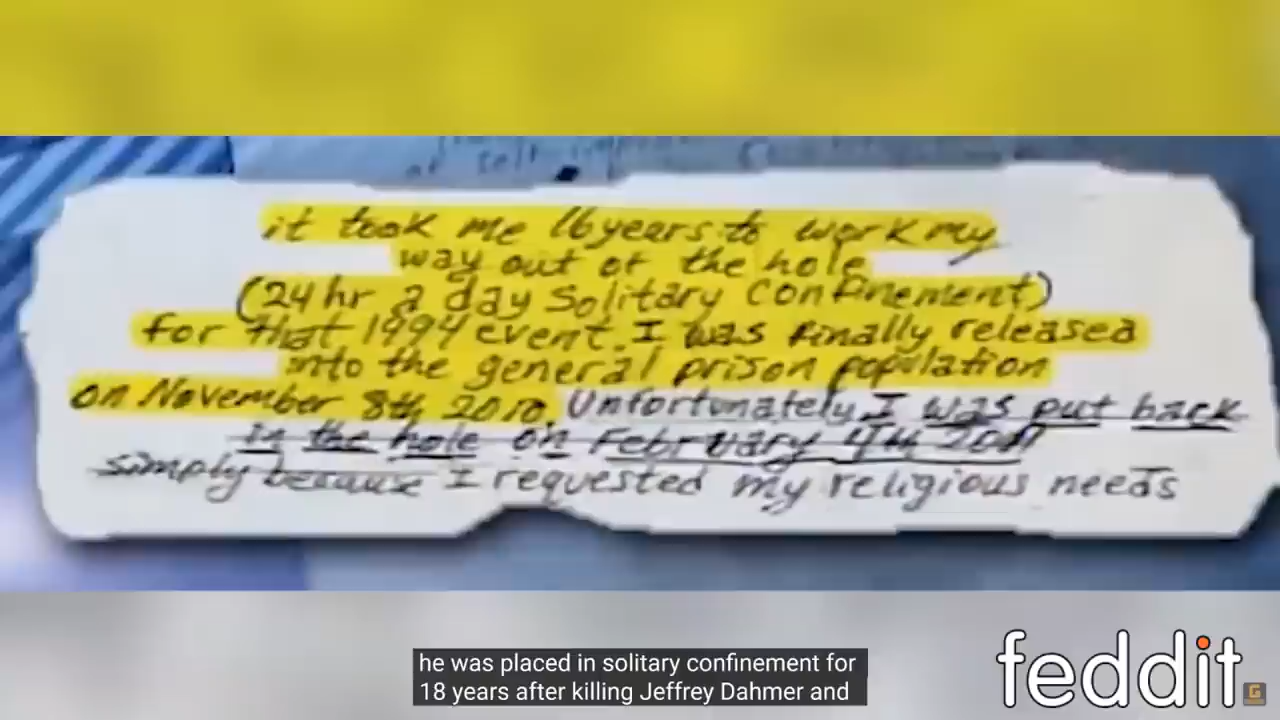 it took me 16 years to work my
way out of the hole
(24 hr a day Solitary Confinement)
for that 1994 event. I was finally released
into the general prison population
on November 8th 2010. Unfortunately I was put back
in the hole on February 4th 2011
simply because I requested my religious needs
he was placed in solitary confinement for
18 years after killing Jeffrey Dahmer and
feddit
G